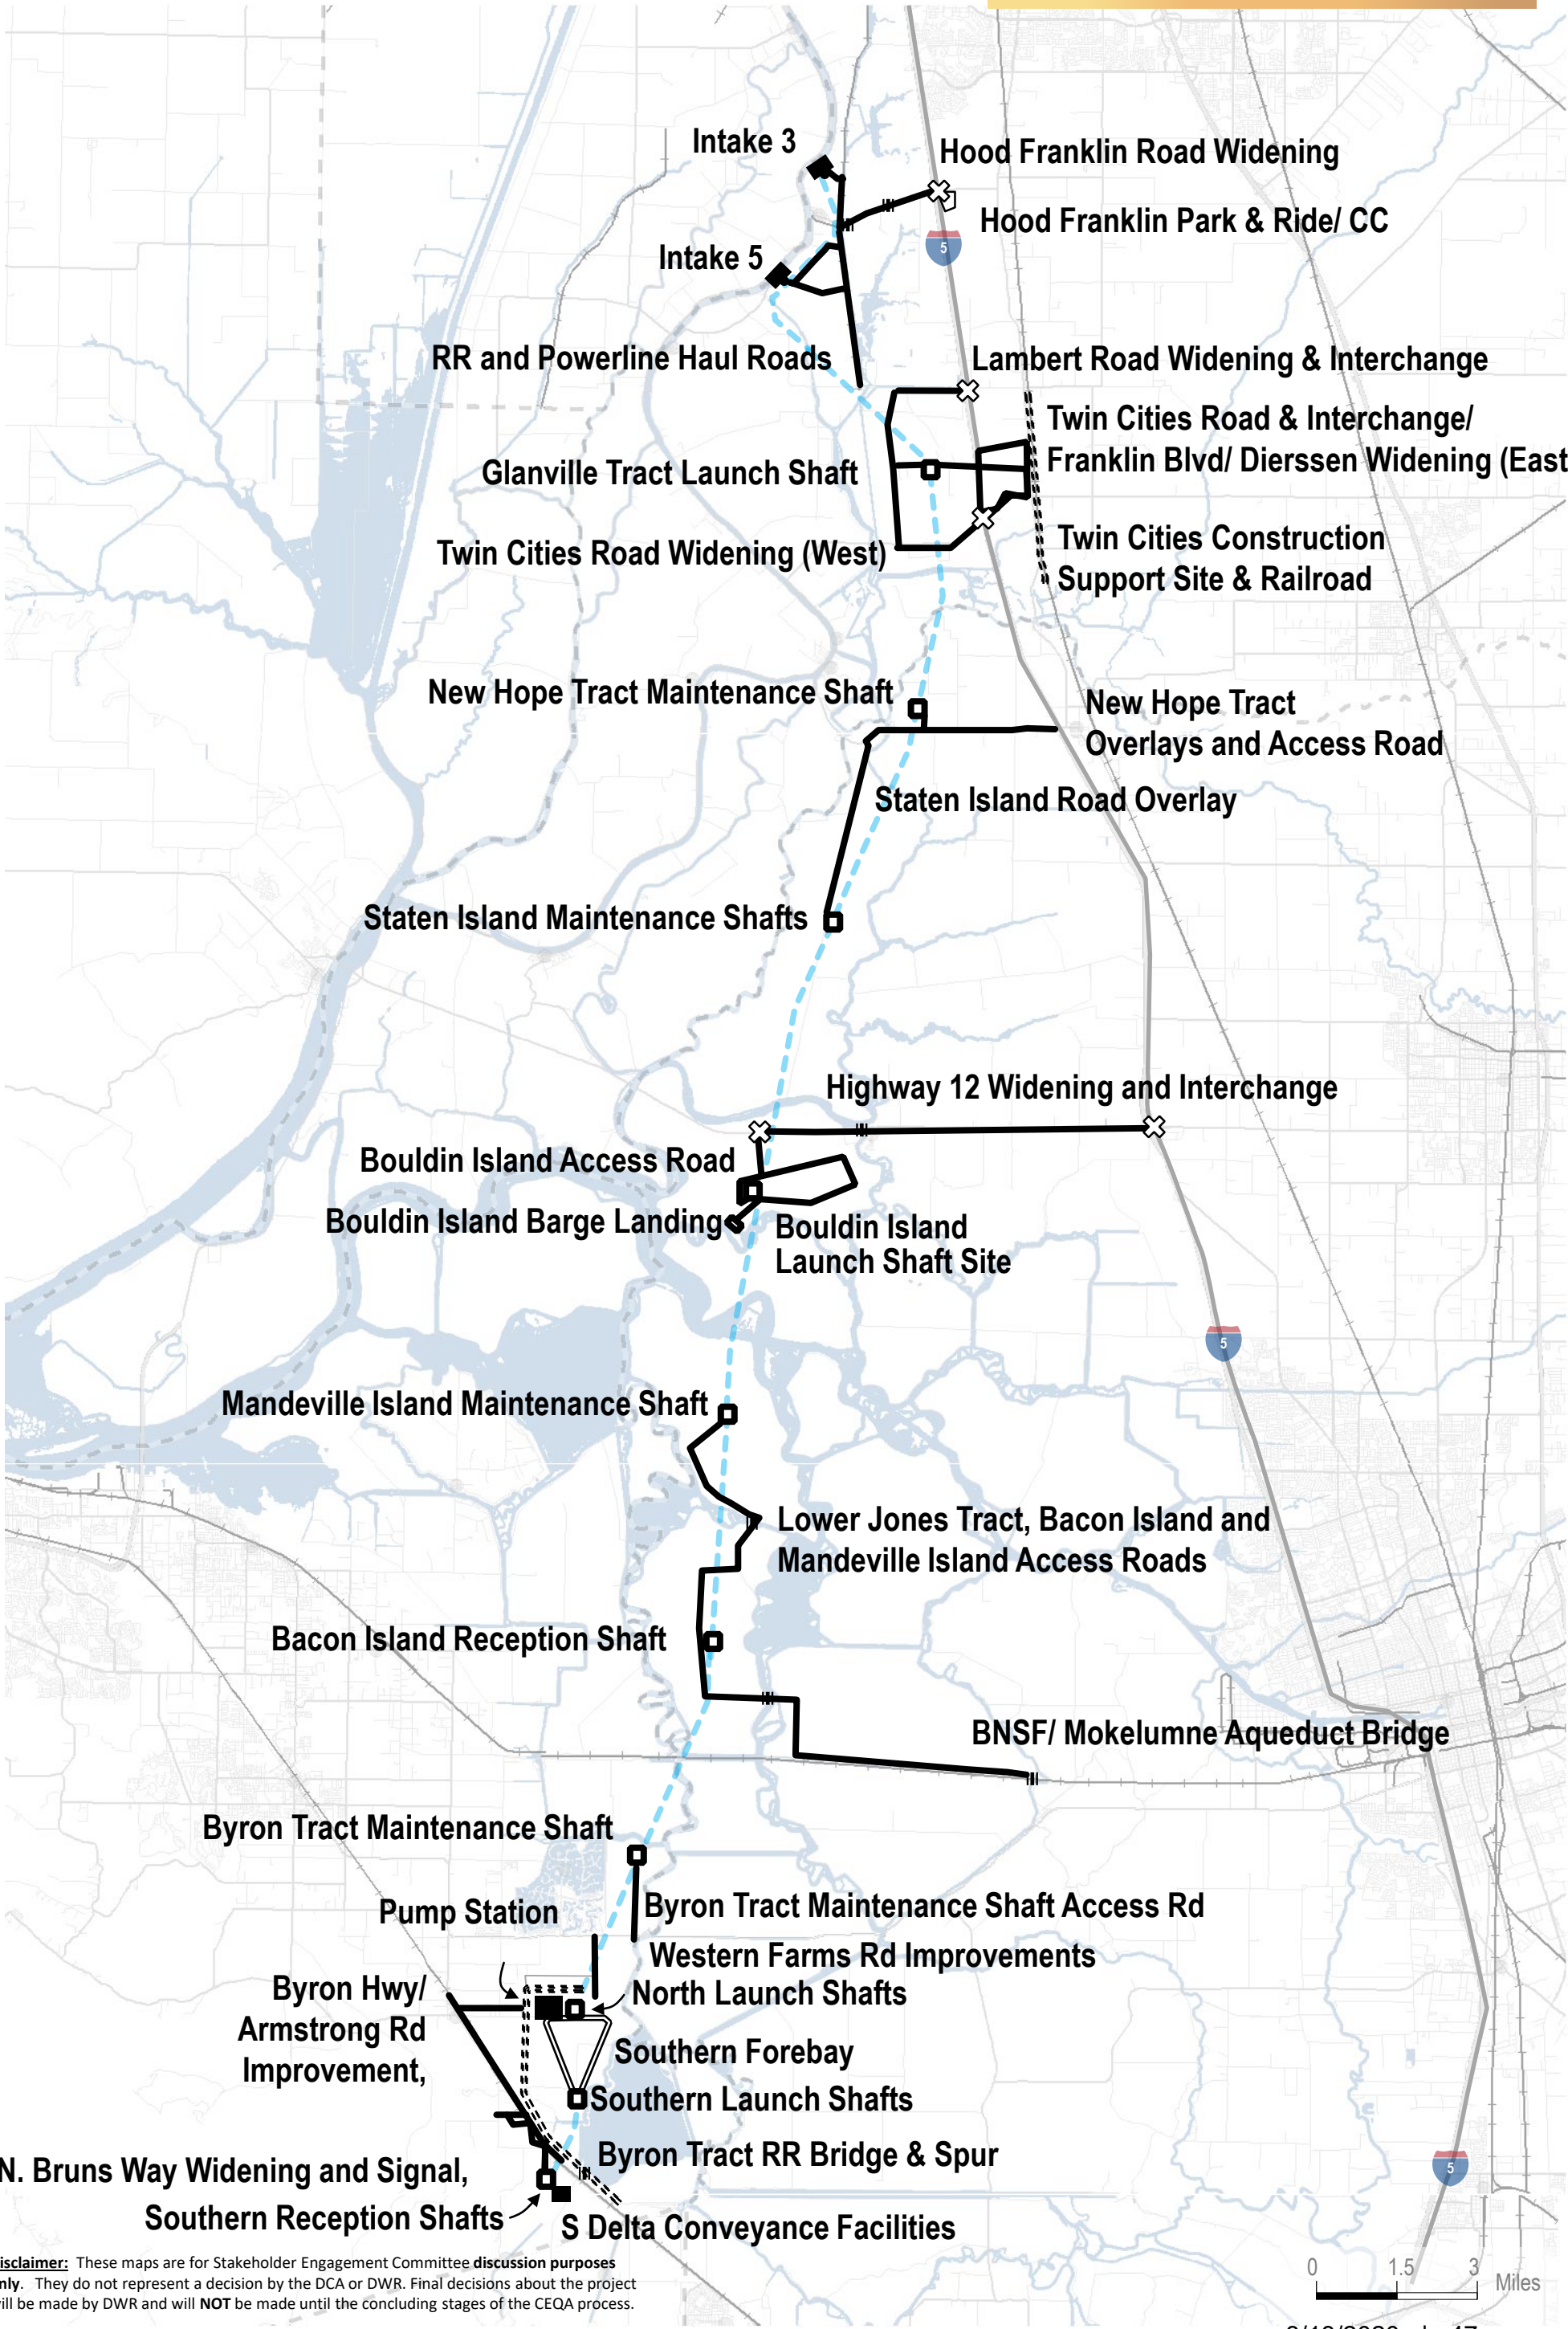 Intake 3
Hood Franklin Road Widening
Hood Franklin Park & Ride/ CC
5
Intake 5
RR and Powerline Haul Roads
Lambert Road Widening & Interchange
Twin Cities Road & Interchange/
Franklin Blvd/ Dierssen Widening (East
Glanville Tract Launch Shaft
Twin Cities Road Widening (West)
Twin Cities Construction
Support Site & Railroad
New Hope Tract Maintenance Shaft
New Hope Tract
Overlays and Access Road
Staten Island Road Overlay
Staten Island Maintenance Shafts
Highway 12 Widening and Interchange
Bouldin Island Access Road
Bouldin Island Barge Landing
Bouldin Island
Launch Shaft Site
5
Mandeville Island Maintenance Shaft
Lower Jones Tract, Bacon Island and
Mandeville Island Access Roads
Bacon Island Reception Shaft
BNSF/ Mokelumne Aqueduct Bridge
Byron Tract Maintenance Shaft
Byron Tract Maintenance Shaft Access Rd
Pump Station
Western Farms Rd Improvements
North Launch Shafts
Byron Hwy/
Armstrong Rd
Improvement,
Southern Forebay
Southern Launch Shafts
Byron Tract RR Bridge & Spur
N. Bruns Way Widening and Signal,
5
Southern Reception Shafts
S Delta Conveyance Facilities
isclaimer: These maps are for Stakeholder Engagement Committee discussion purposes
nly. They do not represent a decision by the DCA or DWR. Final decisions about the project
ill be made by DWR and will NOT be made until the concluding stages of the CEQA process.
0 1.5 3
Miles